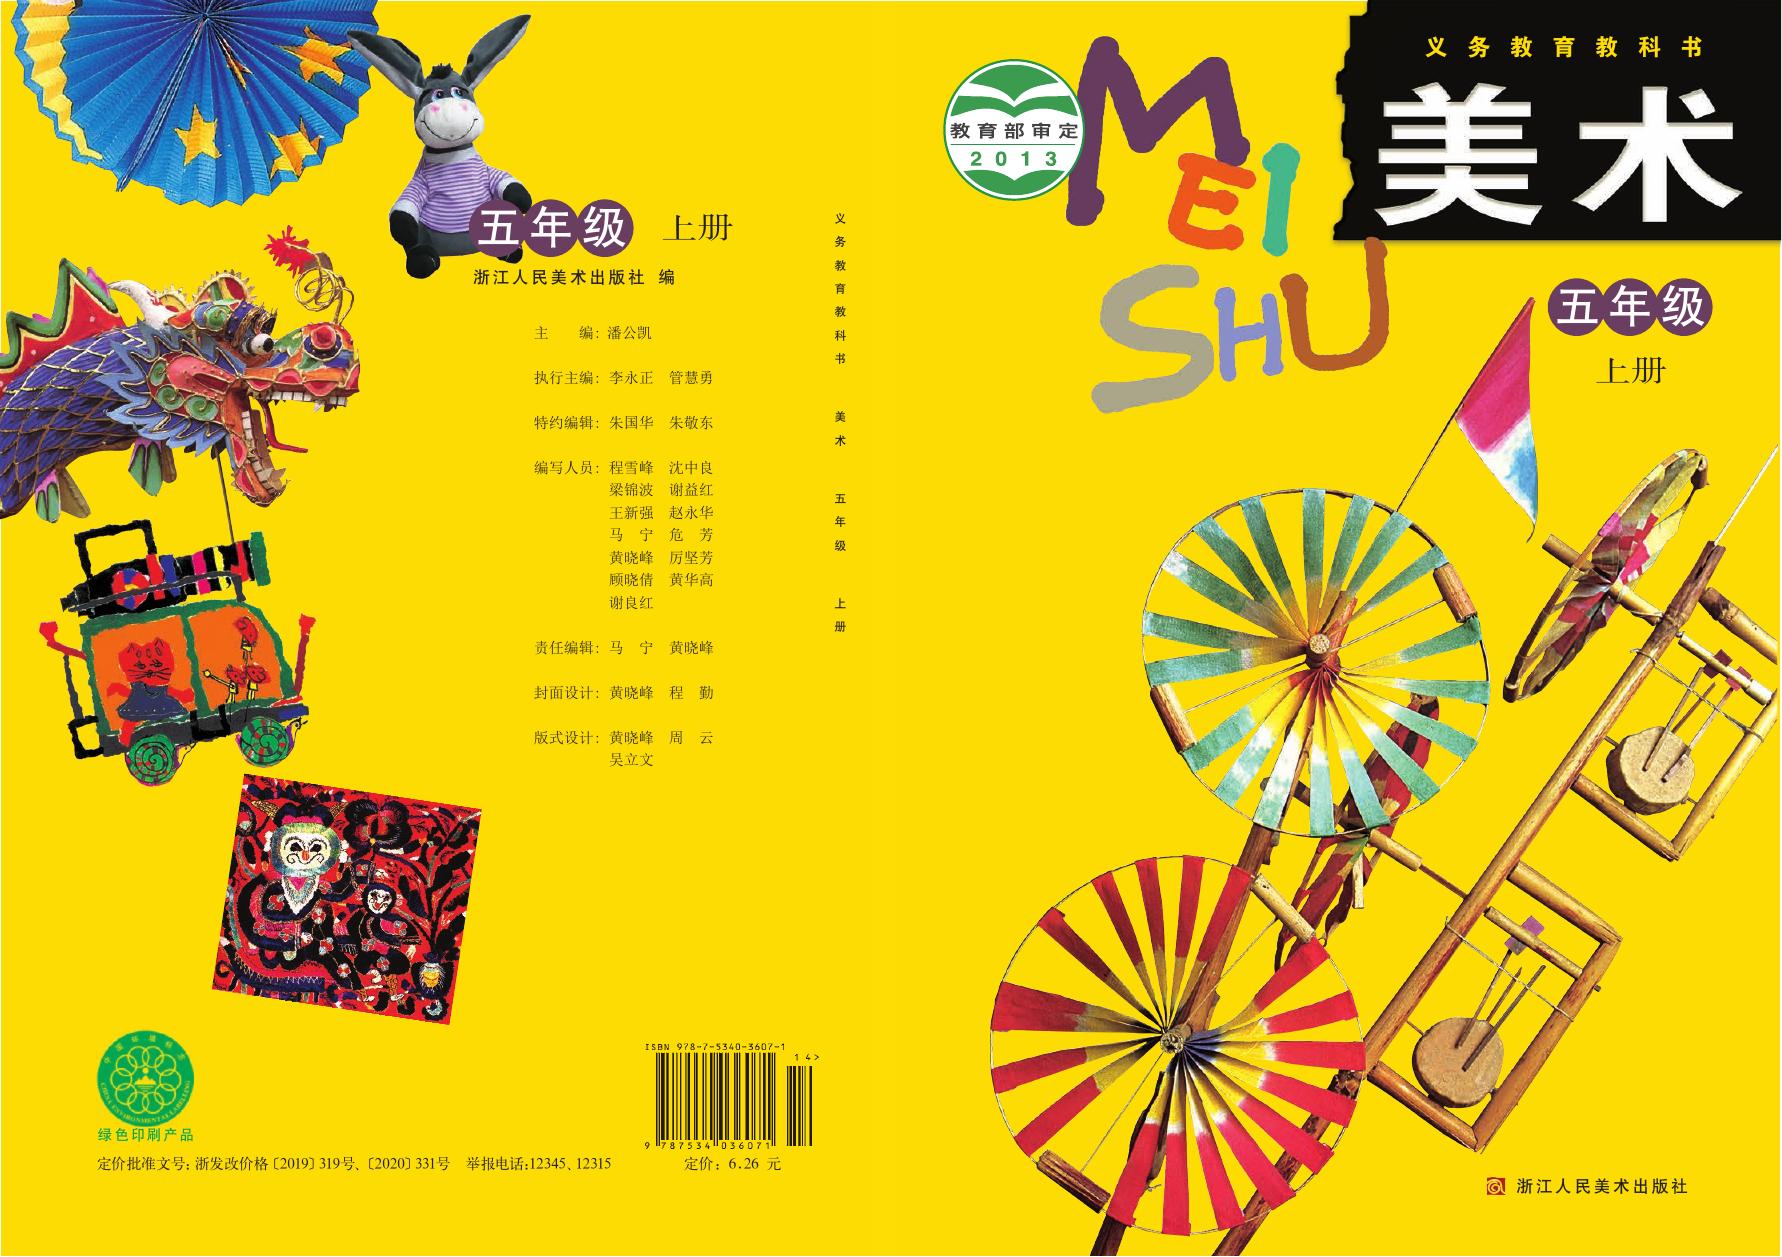 五年级 上册
浙江人民美术出版社 编
主 编: 潘公凯
执行主编: 李永正 管慧勇
特约编辑: 朱国华 朱敬东
编写人员: 程雪峰 沈中良
梁锦波 谢益红
王新强 赵永华
马 宁 危 芳
黄晓峰 厉坚芳
顾晓倩 黄华高
谢良红
责任编辑: 马 宁 黄晓峰
封面设计: 黄晓峰 程 勤
版式设计: 黄晓峰 周 云
吴立文
中国环境标志
CHINA ENVIRONMENTAL LABELLING
绿色印刷产品
定价批准文号: 浙发改价格〔2019〕319号、〔2020〕331号 举报电话:12345、12315
ISBN 978-7-5340-3607-1
14>
9 787534 036071
定价: 6.26 元
义务教育教科书 美术 五年级 上册
义务教育教科书
美术
教育部审定
2013
MEI
SHU
五年级
上册
浙江人民美术出版社